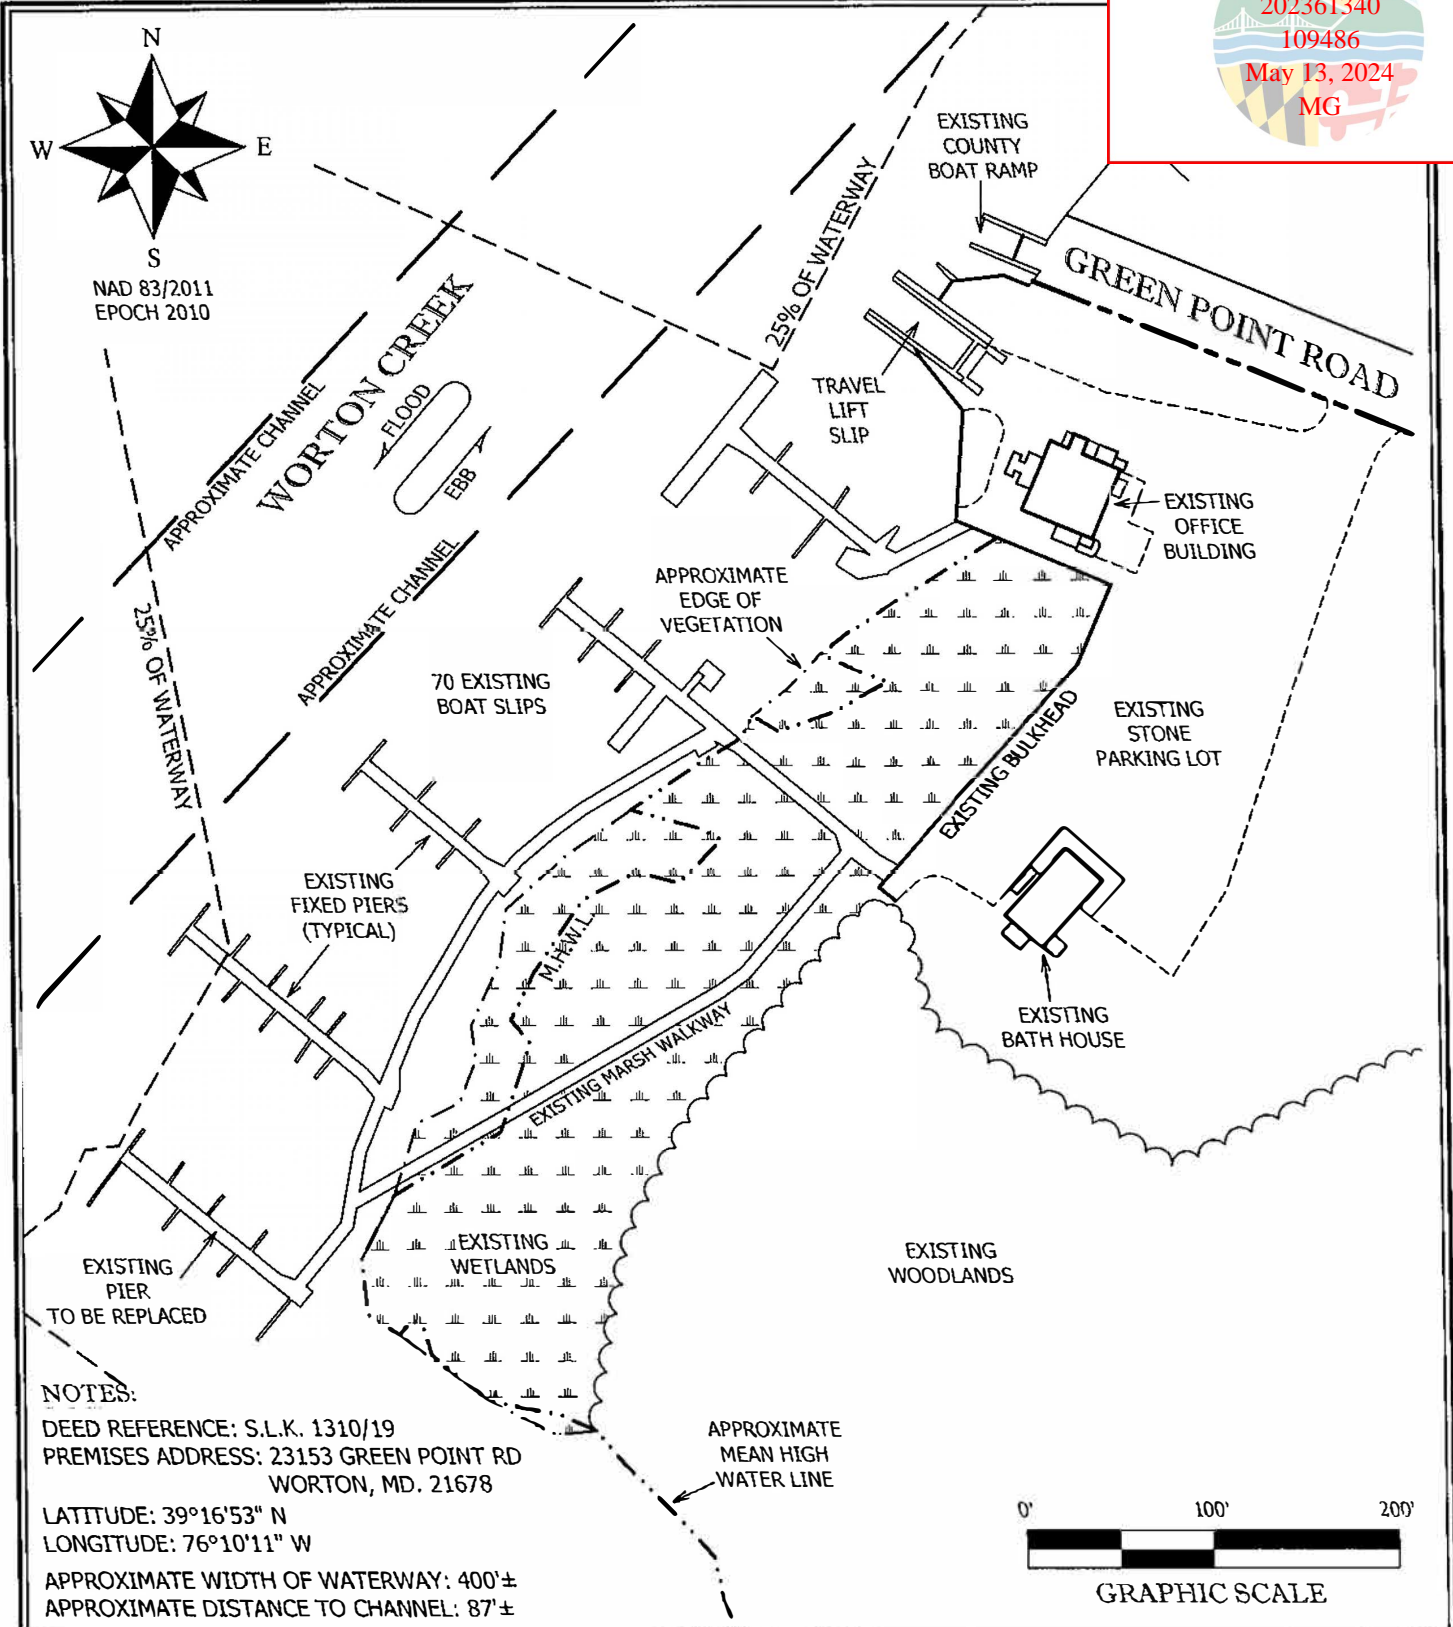 202361340
109486
May 13, 2024
MG
N
W
E
S
NAD 83/2011
EPOCH 2010
EXISTING
COUNTY
BOAT RAMP
25% OF WATERWAY
GREEN POINT ROAD
APPROXIMATE CHANNEL
WORTON CREEK
FLOOD
EBB
TRAVEL
LIFT
SLIP
EXISTING
OFFICE
BUILDING
APPROXIMATE CHANNEL
APPROXIMATE
EDGE OF
VEGETATION
25% OF WATERWAY
70 EXISTING
BOAT SLIPS
EXISTING BULKHEAD
EXISTING
STONE
PARKING LOT
EXISTING
FIXED PIERS
(TYPICAL)
M.H.W.L.
EXISTING MARSH WALKWAY
EXISTING
BATH HOUSE
EXISTING
PIER
TO BE REPLACED
EXISTING
WETLANDS
EXISTING
WOODLANDS
NOTES:
DEED REFERENCE: S.L.K. 1310/19
PREMISES ADDRESS: 23153 GREEN POINT RD
WORTON, MD. 21678
LATTITUDE: 39°16'53" N
LONGITUDE: 76°10'11" W
APPROXIMATE WIDTH OF WATERWAY: 400'±
APPROXIMATE DISTANCE TO CHANNEL: 87'±
APPROXIMATE
MEAN HIGH
WATER LINE
0' 100' 200'
GRAPHIC SCALE